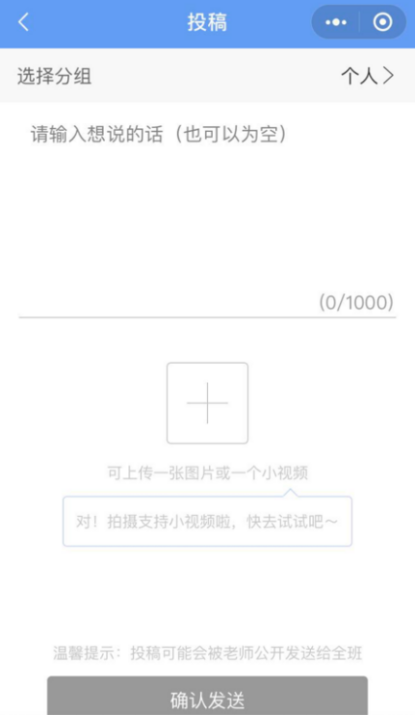 投稿
选择分组 个人
请输入想说的话（也可以为空）
(0/1000)
可上传一张图片或一个小视频
对！拍摄支持小视频啦，快去试试吧～
温馨提示：投稿可能会被老师公开发送给全班
确认发送